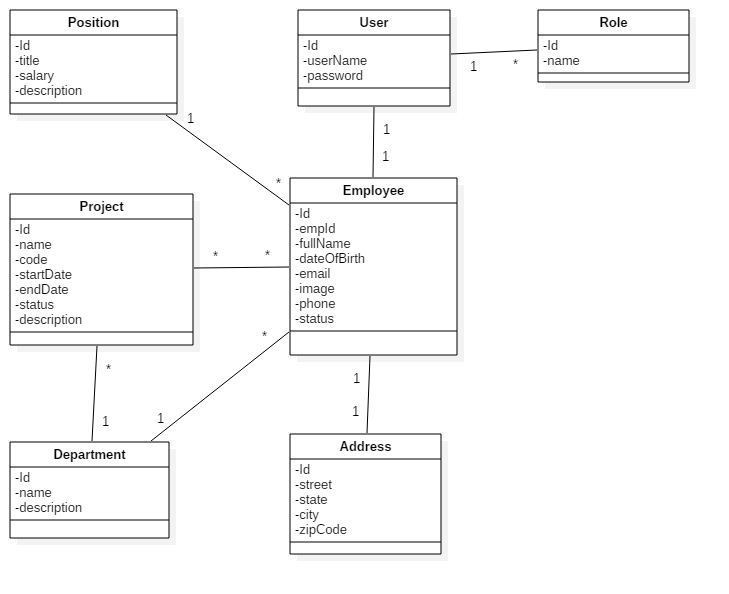 Position
-Id
-title
-salary
-description
User
-Id
-userName
-password
Role
-Id
-name
1
*
1
*
1
1
Employee
-Id
-empId
-fullName
-dateOfBirth
-email
-image
-phone
-status
Project
-Id
-name
-code
-startDate
-endDate
-status
-description
*
*
*
1
*
1
1
1
Department
-Id
-name
-description
Address
-Id
-street
-state
-city
-zipCode